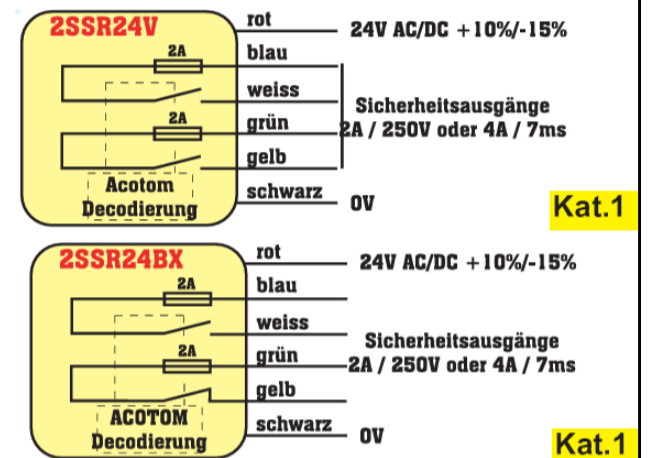 2SSR24V
rot
24V AC/DC +10%/-15%
2A
blau
weiss
Sicherheitsausgänge
2A
grün
2A / 250V oder 4A / 7ms
gelb
Acotom
Decodierung
schwarz
0V
Kat.1
2SSR24BX
rot
24V AC/DC +10%/-15%
2A
blau
weiss
Sicherheitsausgänge
2A
grün
2A / 250V oder 4A / 7ms
gelb
ACOTOM
Decodierung
schwarz
0V
Kat.1